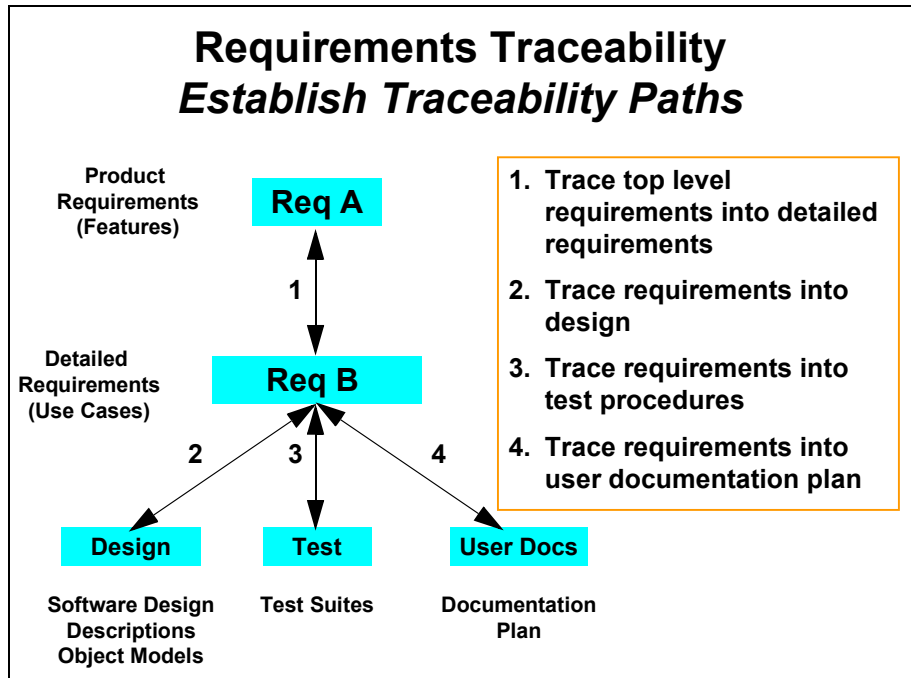 Requirements Traceability
Establish Traceability Paths
Product
Requirements
(Features)
Req A
1
Detailed
Requirements
(Use Cases)
Req B
2
3
4
Design
Test
User Docs
Software Design
Descriptions
Object Models
Test Suites
Documentation
Plan
1. Trace top level
requirements into detailed
requirements
2. Trace requirements into
design
3. Trace requirements into
test procedures
4. Trace requirements into
user documentation plan